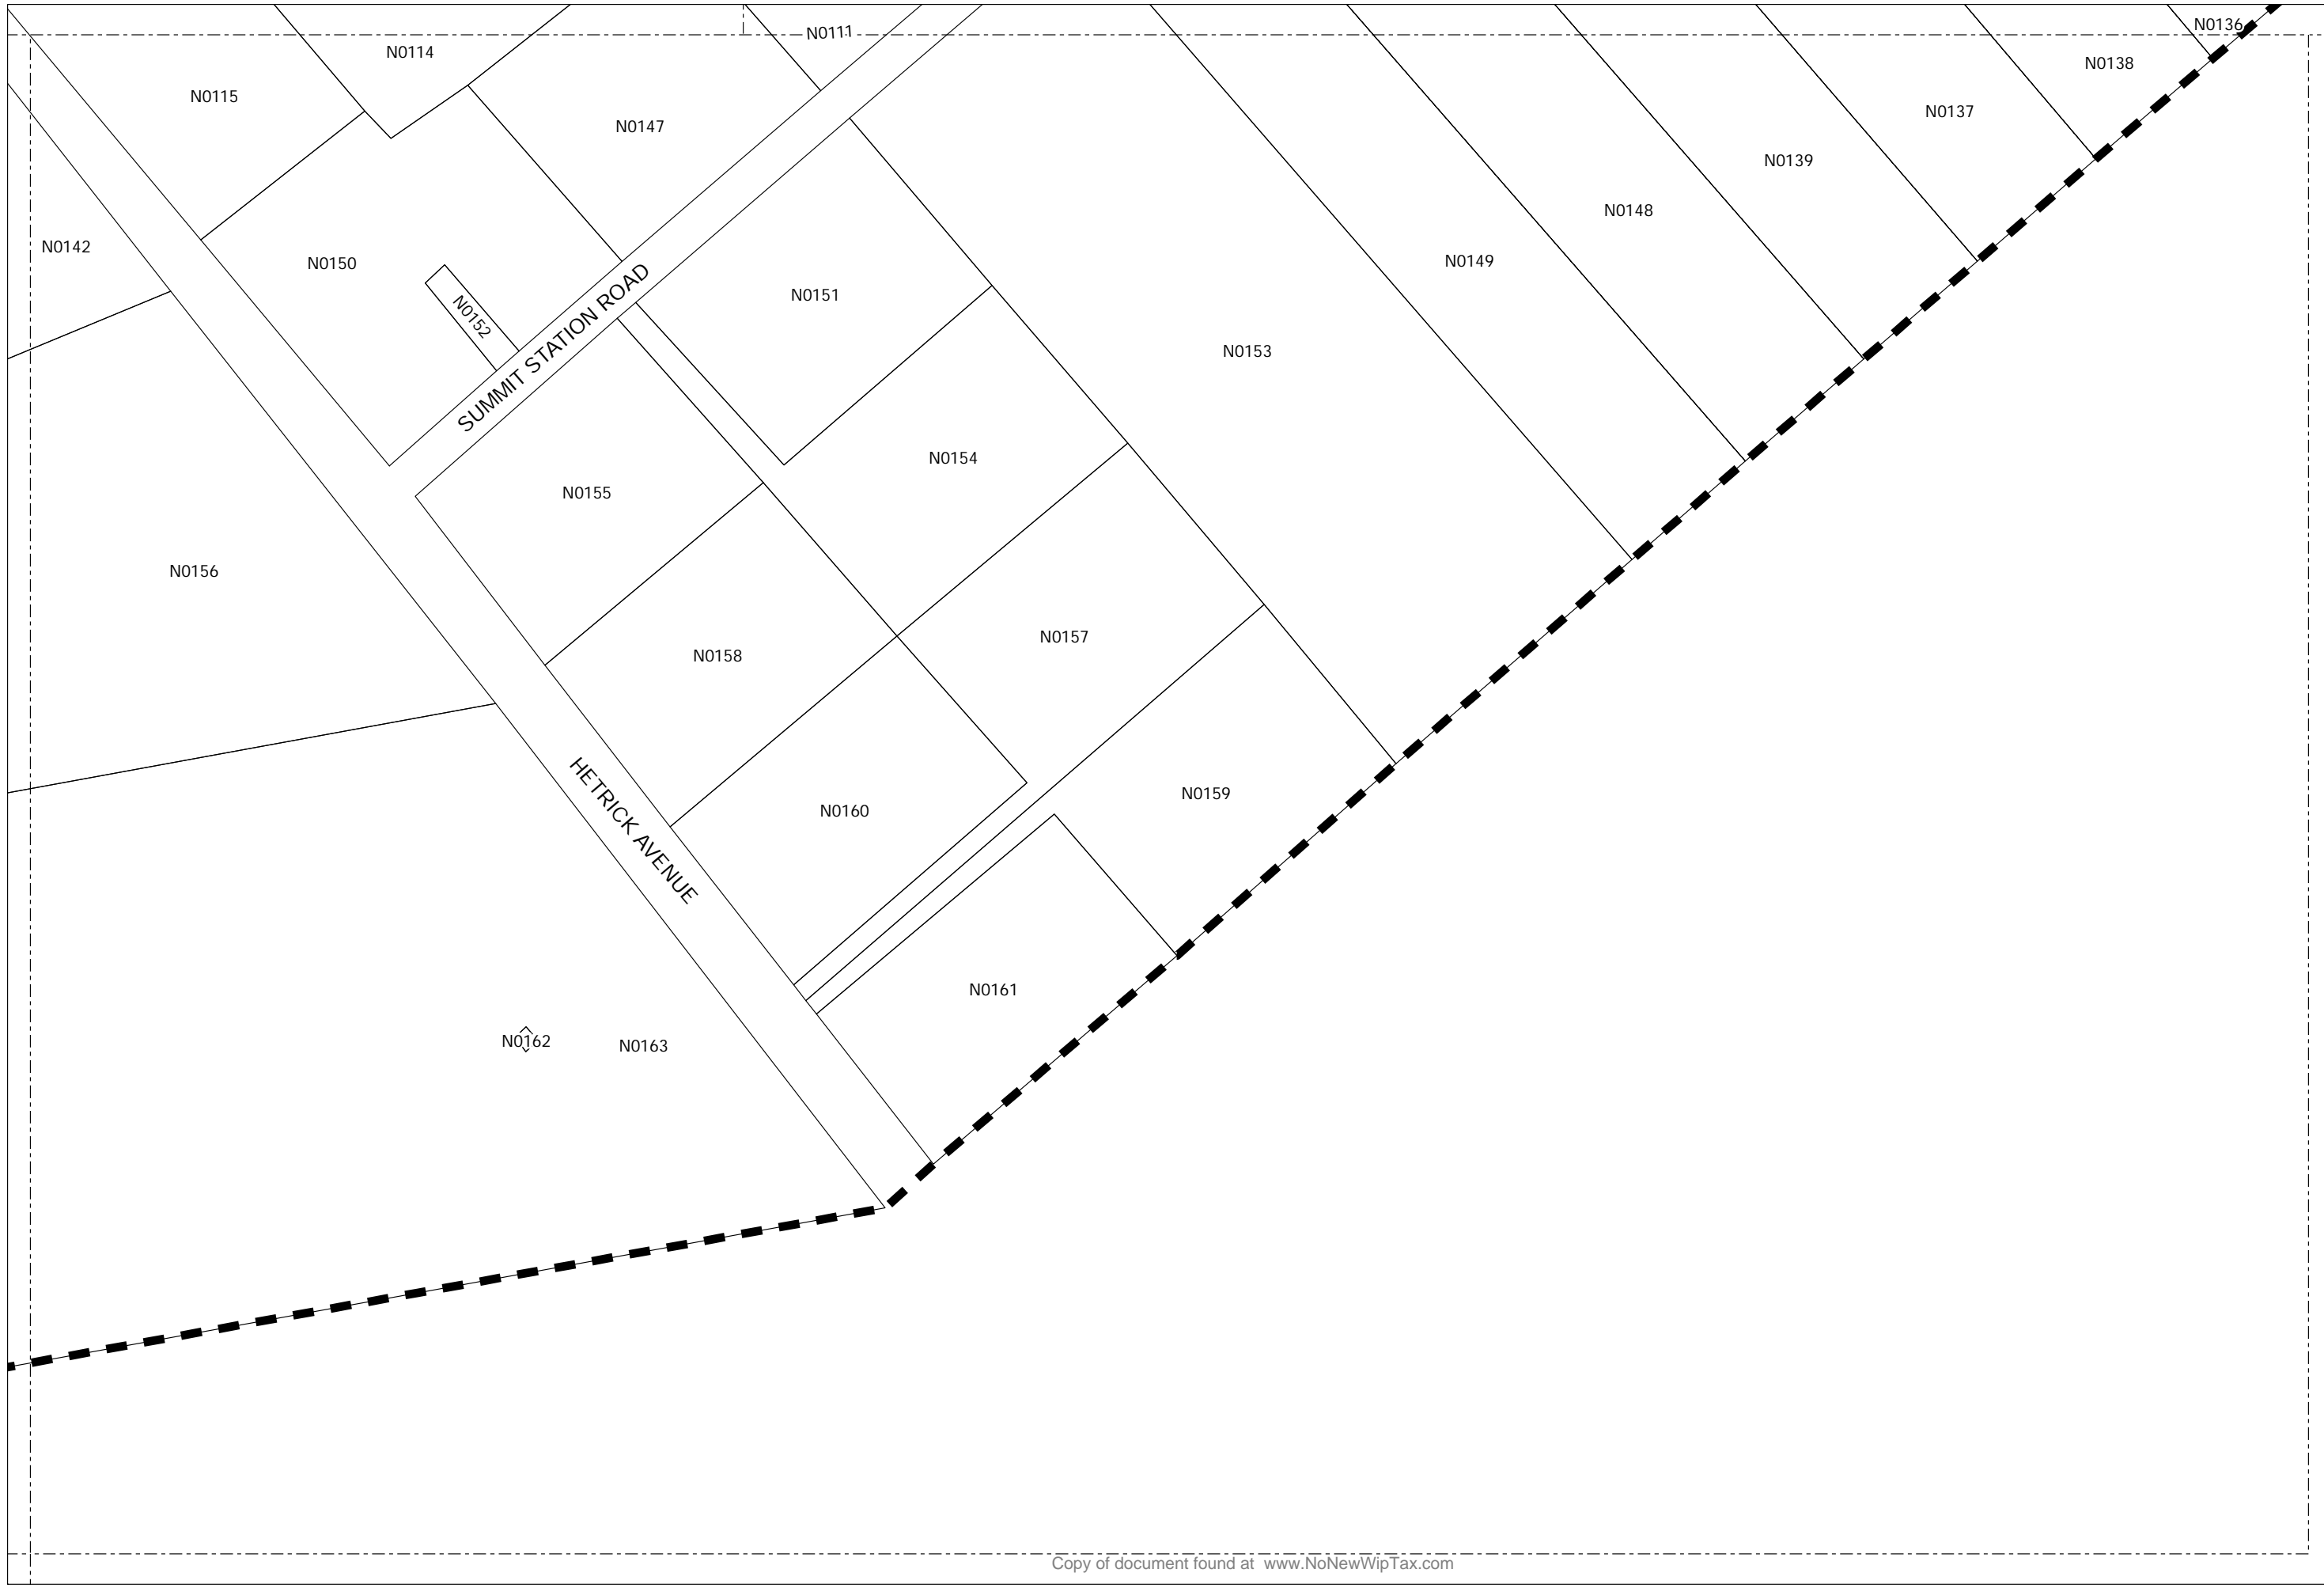 N0136
N0111
N0114
N0138
N0115
N0137
N0147
N0139
N0148
N0142
N0149
N0150
N0151
N0152
SUMMIT STATION ROAD
N0153
N0154
N0155
N0156
N0157
N0158
N0159
N0160
HETRICK AVENUE
N0161
N0162
N0163
Copy of document found at www.NoNewWipTax.com